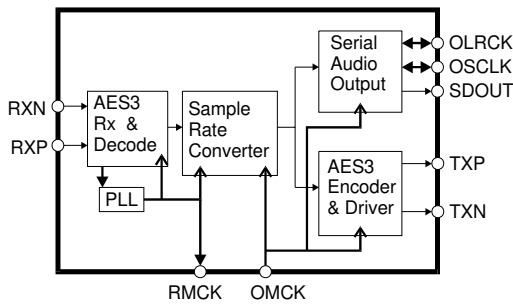 RXN
RXP
AES3
Rx &
Decode
PLL
Sample
Rate
Converter
Serial
Audio
Output
AES3
Encoder
& Driver
OLRCK
OSCLK
SDOUT
TXP
TXN
RMCK
OMCK